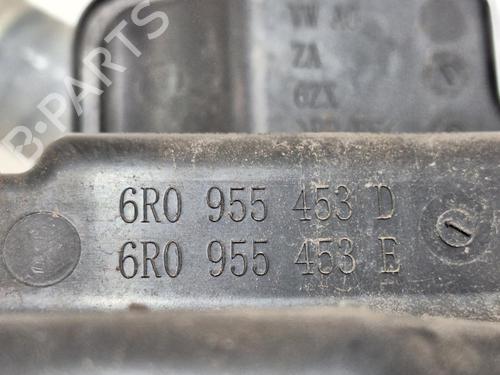 VW AG
ZA
6ZX
6R0 955 453 D
6R0 955 453 E
B-PARTS